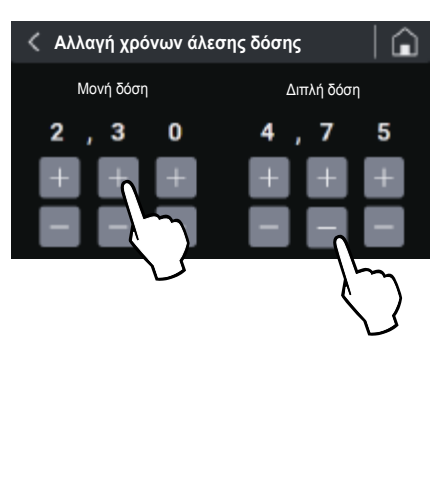 Αλλαγή χρόνων άλεσης δόσης
Μονή δόση Διπλή δόση
2 , 3 0 4 , 7 5
+ + + + + +
− − − − −